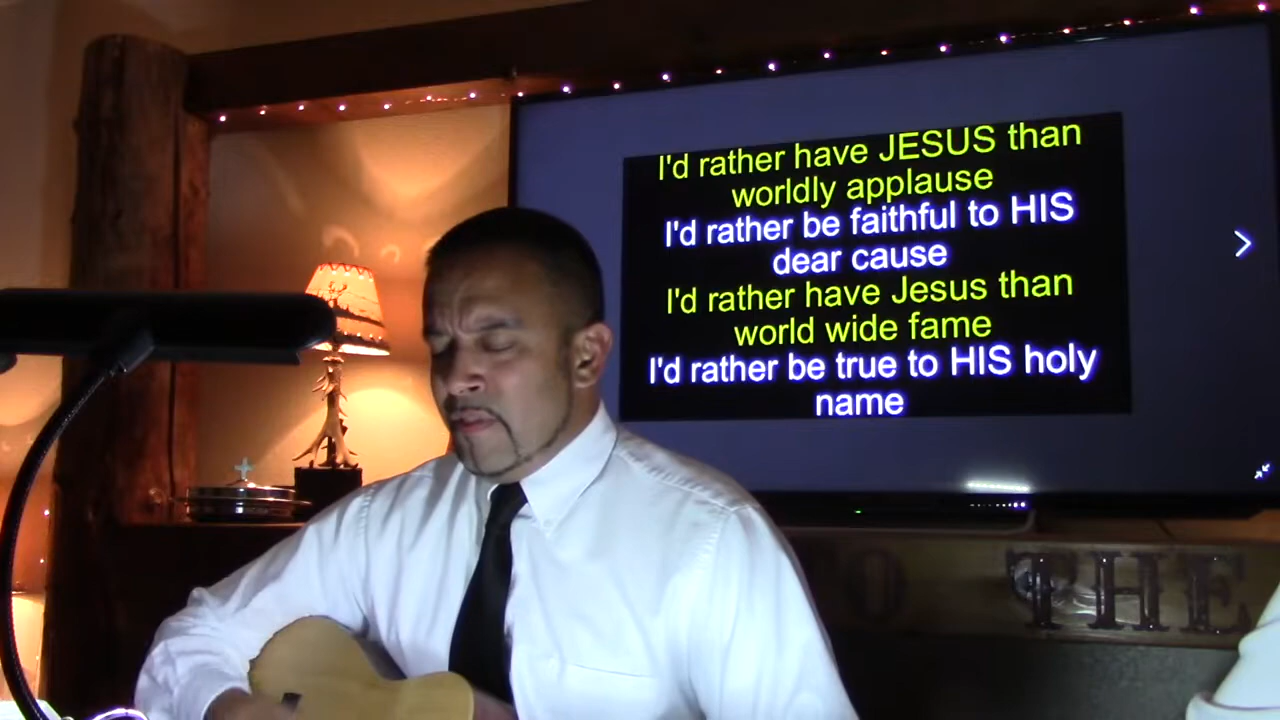 I'd rather have JESUS than
worldly applause
I'd rather be faithful to HIS
dear cause
I'd rather have Jesus than
world wide fame
I'd rather be true to HIS holy
name
TO THE